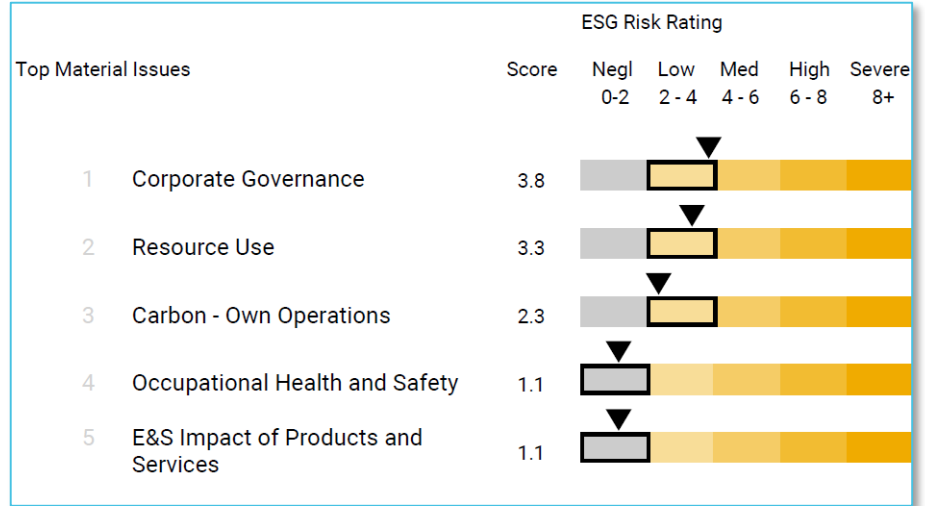 ESG Risk Rating
Top Material Issues Score Negl Low Med High Severe
0-2 2 - 4 4 - 6 6 - 8 8+
1 Corporate Governance 3.8
2 Resource Use 3.3
3 Carbon - Own Operations 2.3
4 Occupational Health and Safety 1.1
5 E&S Impact of Products and
Services 1.1